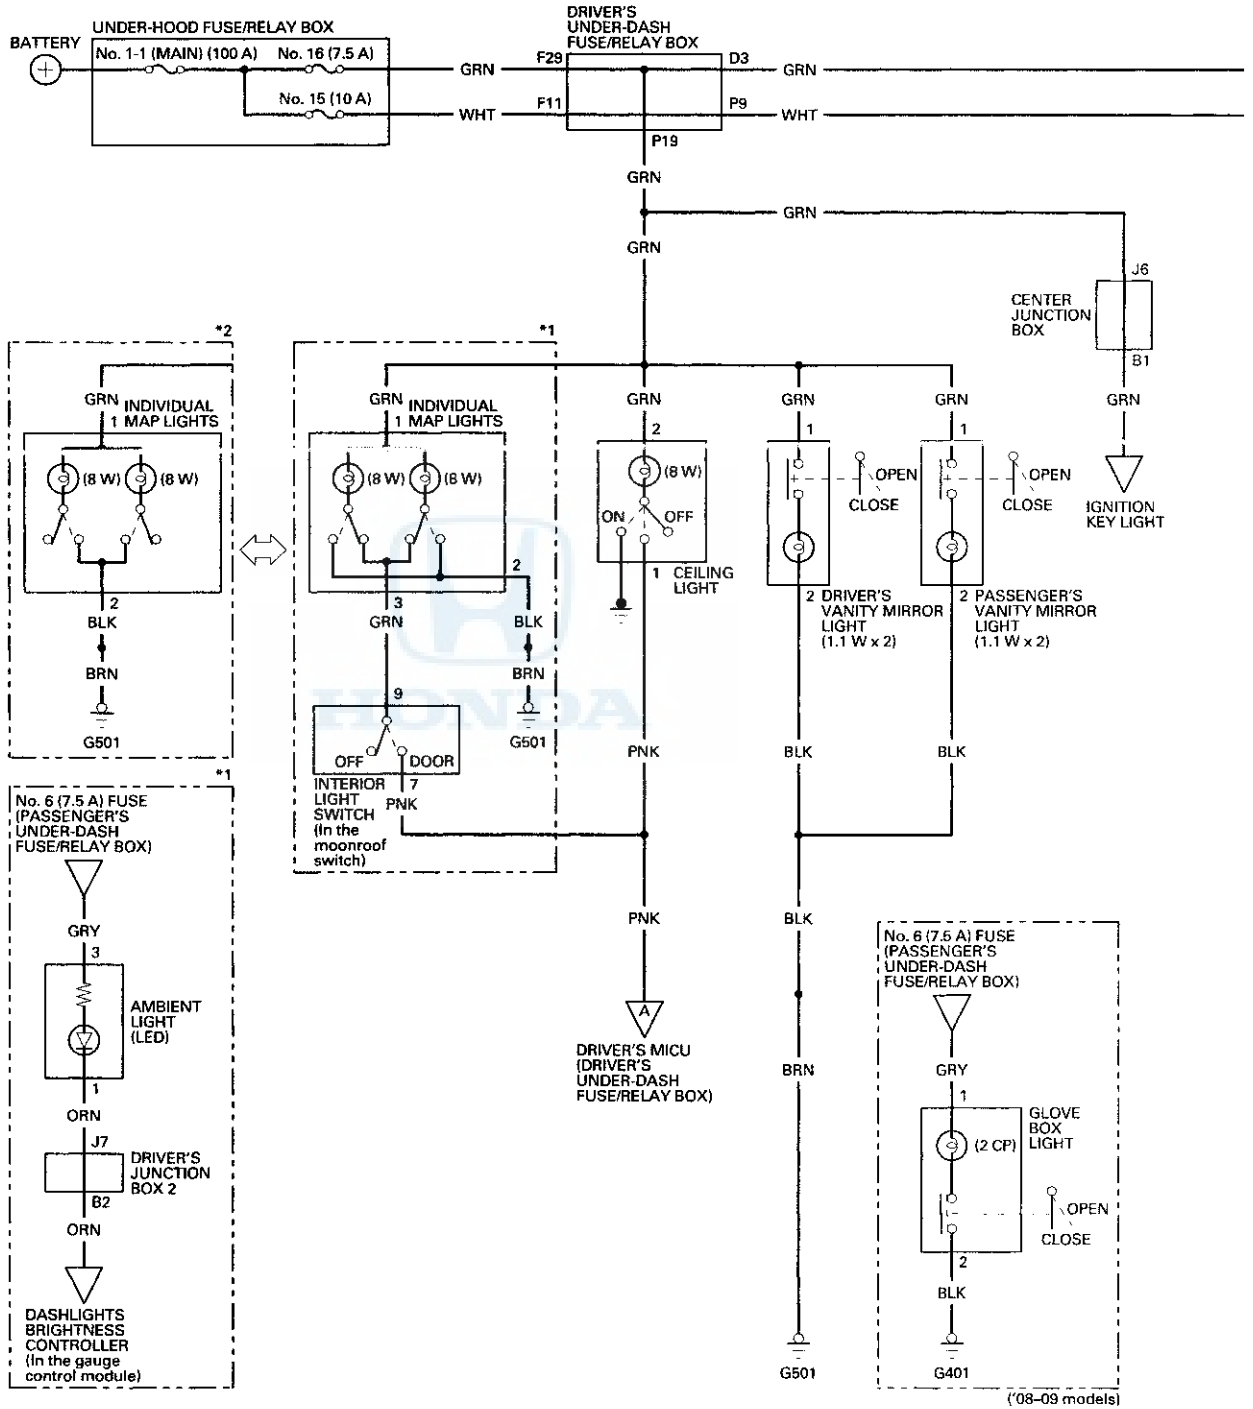 UNDER-HOOD FUSE/RELAY BOX
DRIVER'S
UNDER-DASH
FUSE/RELAY BOX
BATTERY
No. 1-1 (MAIN) (100 A)
No. 16 (7.5 A)
GRN
F29
D3
GRN
No. 15 (10 A)
WHT
F11
P9
WHT
P19
GRN
GRN
GRN
J6
CENTER
JUNCTION
BOX
B1
GRN
IGNITION
KEY LIGHT
*2
GRN
1
INDIVIDUAL
MAP LIGHTS
(8 W)
(8 W)
2
BLK
BRN
G501
*1
GRN
1
INDIVIDUAL
MAP LIGHTS
(8 W)
(8 W)
2
3
GRN
BLK
BRN
G501
9
OFF
DOOR
7
INTERIOR
LIGHT
SWITCH
(In the
moonroof
switch)
PNK
GRN
2
(8 W)
ON
OFF
1
CEILING
LIGHT
PNK
PNK
A
DRIVER'S MICU
(DRIVER'S
UNDER-DASH
FUSE/RELAY BOX)
GRN
1
OPEN
CLOSE
2
DRIVER'S
VANITY MIRROR
LIGHT
(1.1 W x 2)
BLK
GRN
1
OPEN
CLOSE
2
PASSENGER'S
VANITY MIRROR
LIGHT
(1.1 W x 2)
BLK
BLK
BRN
G501
HONDA
*1
No. 6 (7.5 A) FUSE
(PASSENGER'S
UNDER-DASH
FUSE/RELAY BOX)
GRY
3
AMBIENT
LIGHT
(LED)
1
ORN
J7
DRIVER'S
JUNCTION
BOX 2
B2
ORN
DASHLIGHTS
BRIGHTNESS
CONTROLLER
(In the gauge
control module)
No. 6 (7.5 A) FUSE
(PASSENGER'S
UNDER-DASH
FUSE/RELAY BOX)
GRY
1
GLOVE
BOX
LIGHT
(2 CP)
OPEN
CLOSE
2
BLK
G401
('08-09 models)